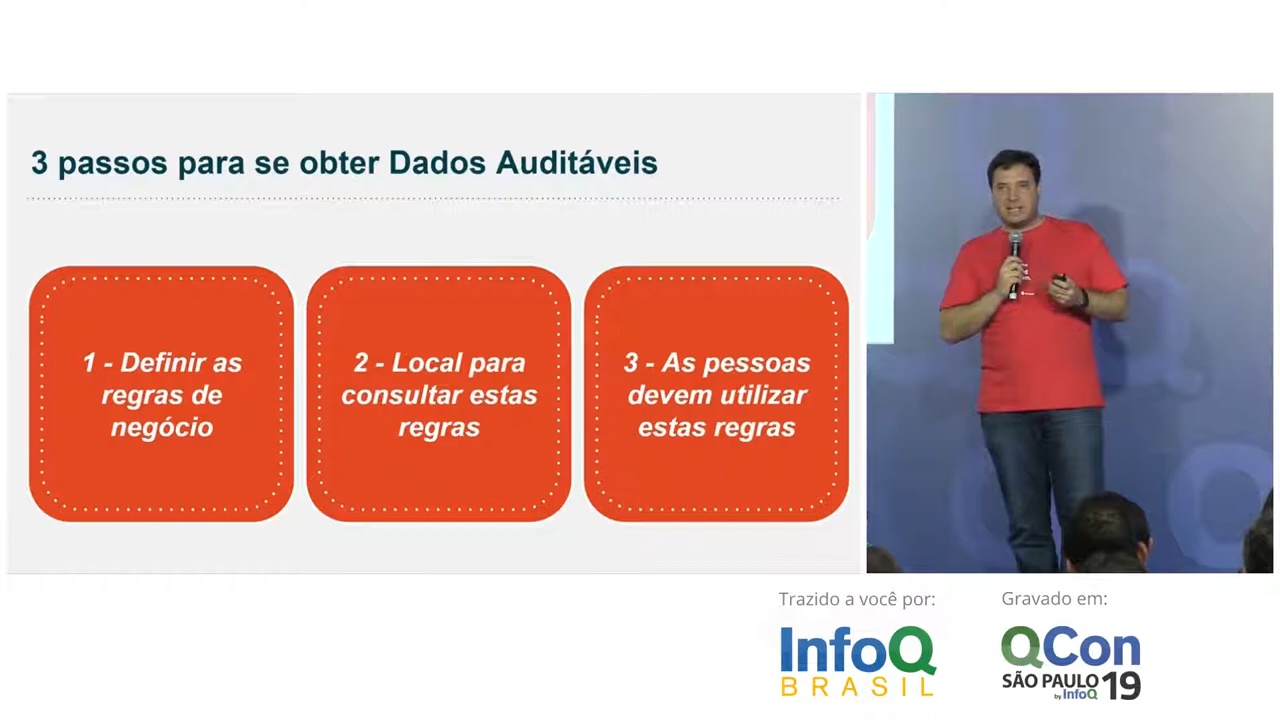 3 passos para se obter Dados Auditáveis
1 - Definir as
regras de
negócio
2 - Local para
consultar estas
regras
3 - As pessoas
devem utilizar
estas regras
Trazido a você por:
InfoQ
BRASIL
Gravado em:
QCon
SÃO PAULO 19
by InfoQ